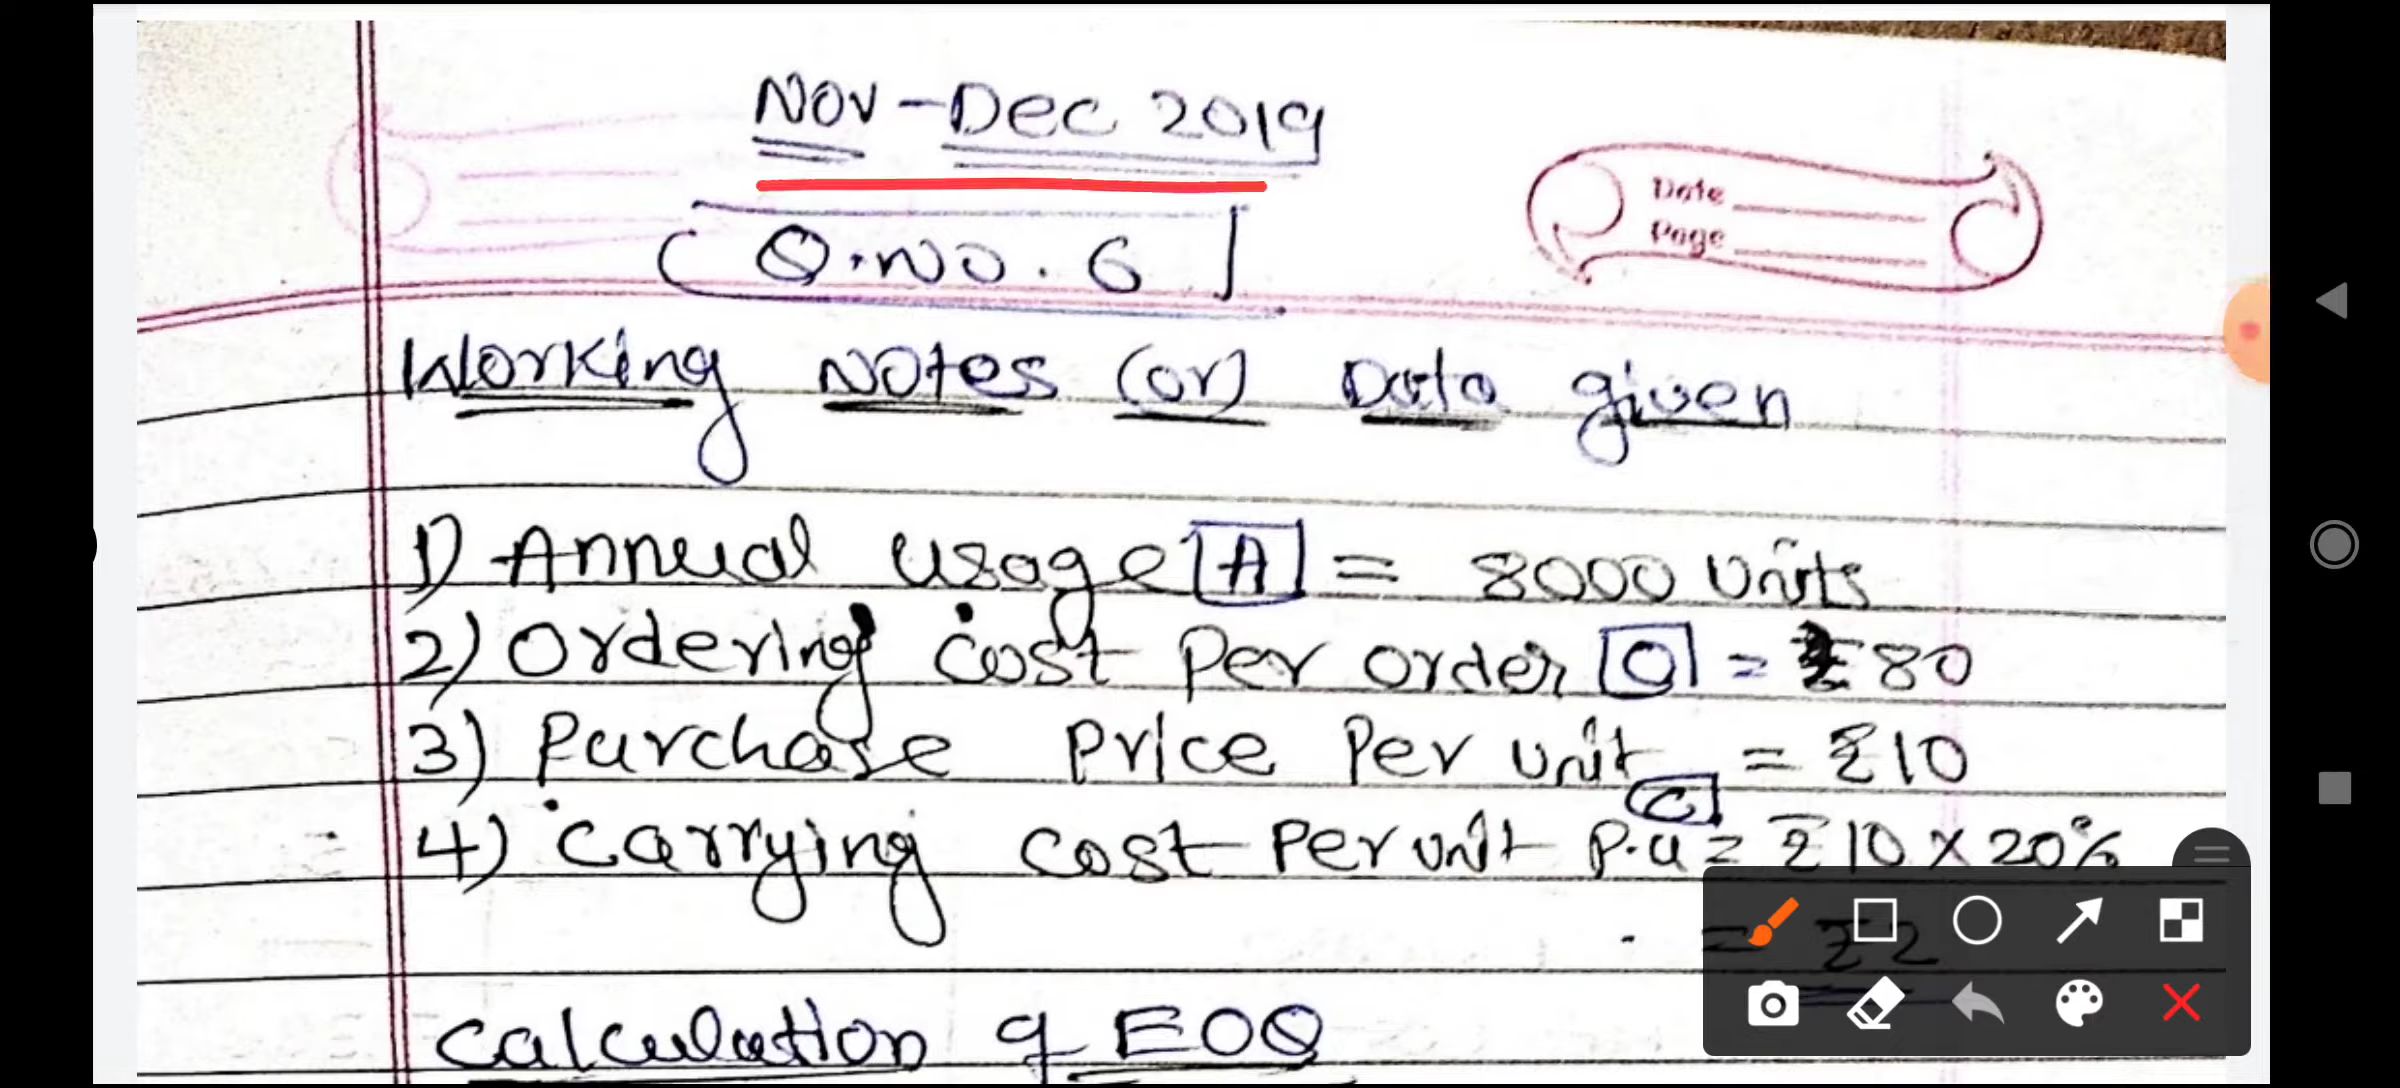 Nov-Dec 2019
Date
Page
Q.No. 6
Working Notes (or) Data given
1) Annual usage A = 8000 units
2) Ordering cost Per order O = ₹80
3) Purchase Price Per unit = ₹10
C
4) carrying cost Per unit P.u = ₹10 x 20%
= ₹2
calculation of EOQ